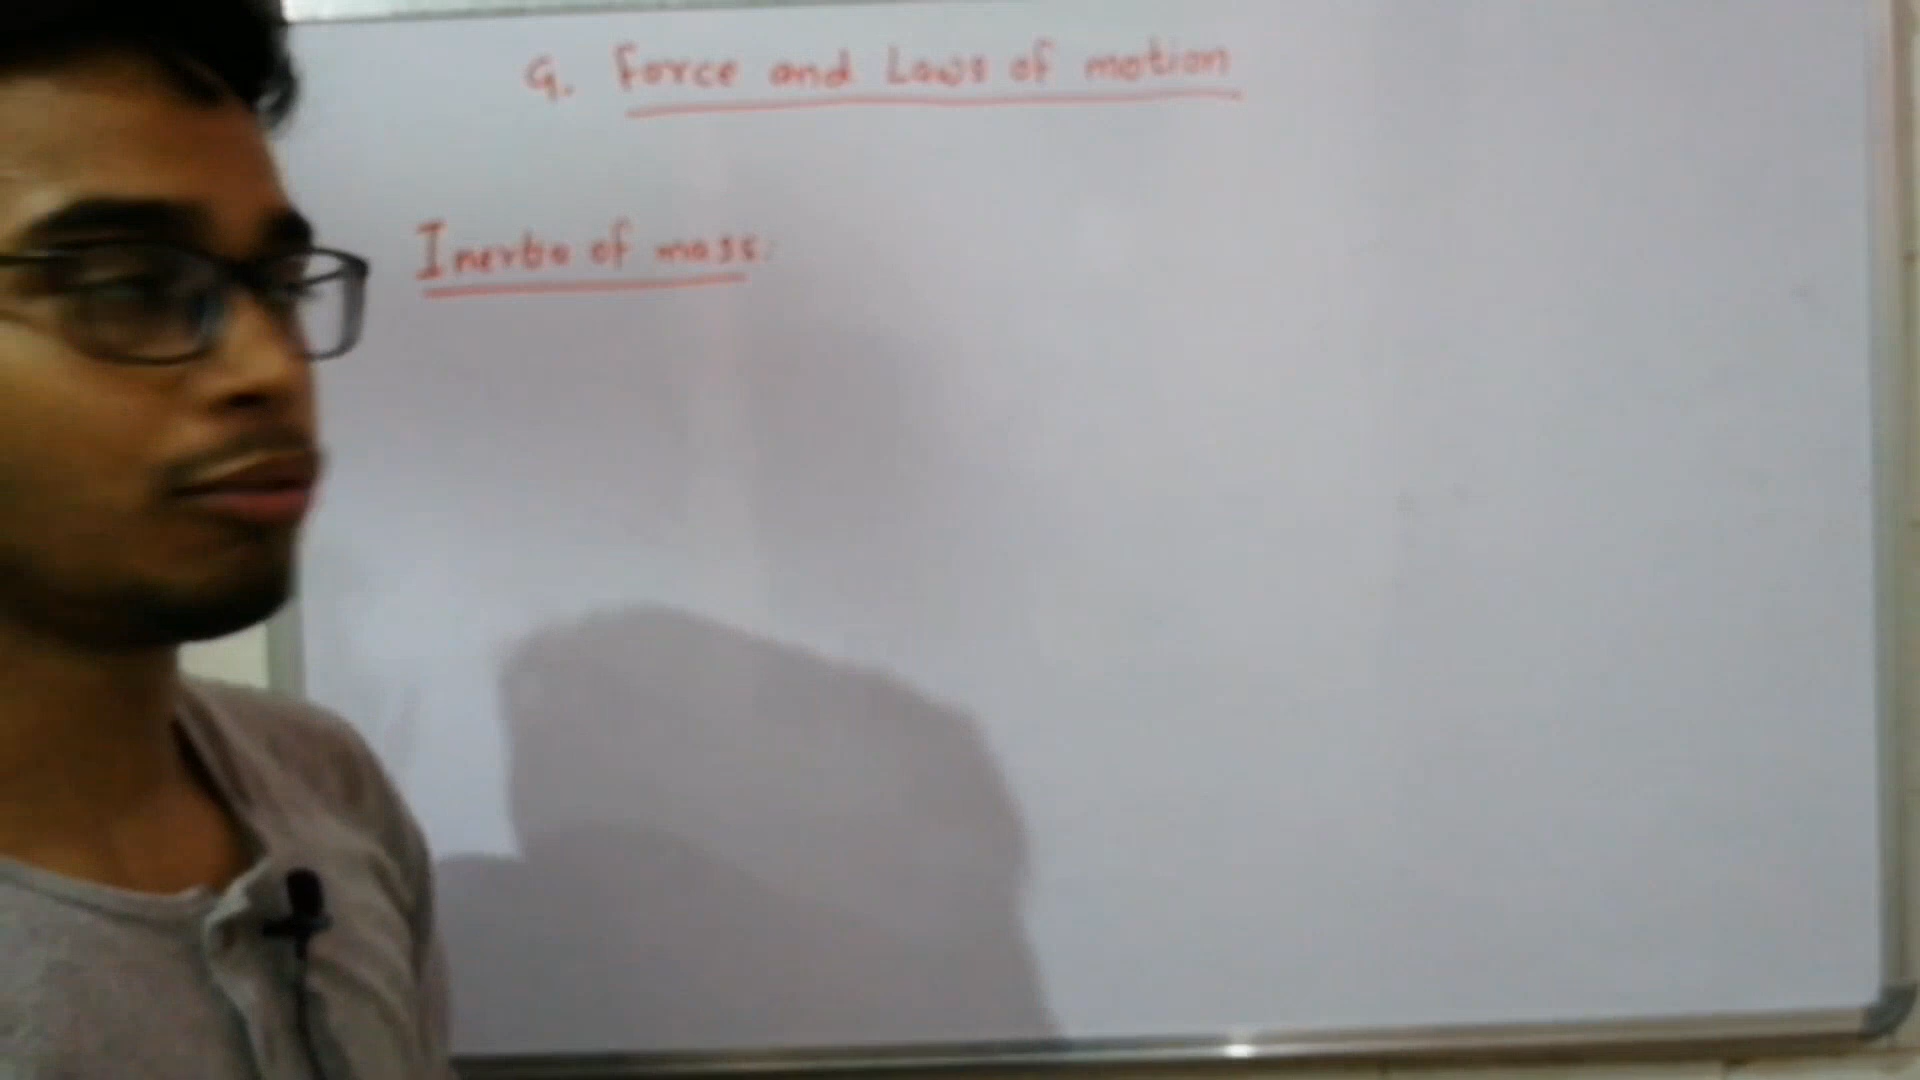 9. Force and Laws of motion
Inertia of mass: